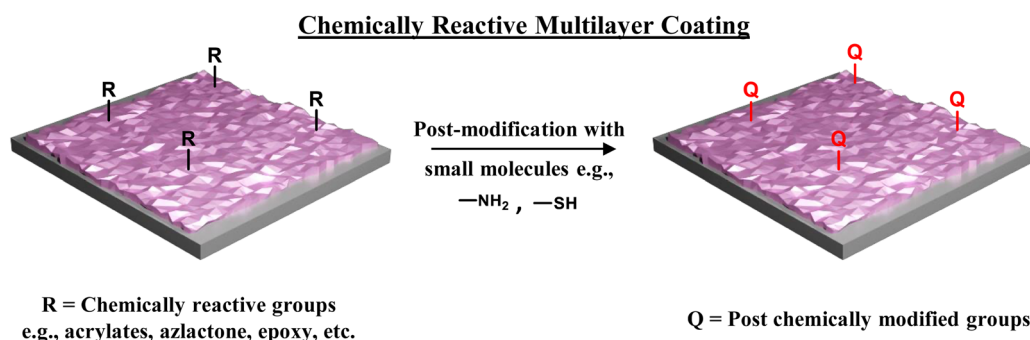 Chemically Reactive Multilayer Coating
R
R
R
R
Post-modification with
small molecules e.g.,
—NH₂ , —SH
Q
Q
Q
Q
R = Chemically reactive groups
e.g., acrylates, azlactone, epoxy, etc.
Q = Post chemically modified groups